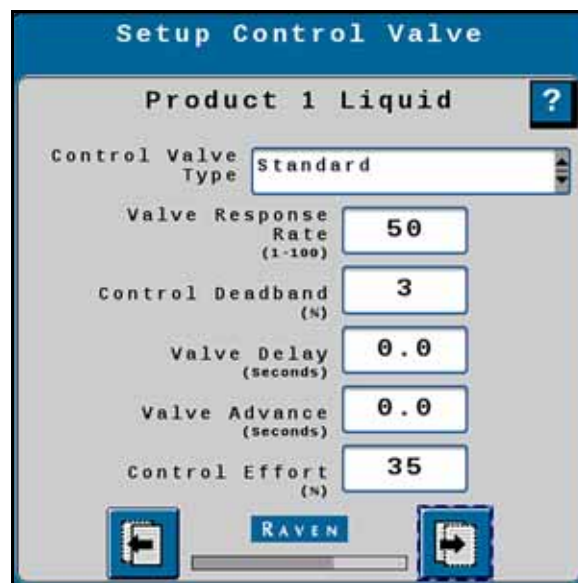 Setup Control Valve
Product 1 Liquid
?
Control Valve
Type
Standard
Valve Response
Rate
(1-100)
50
Control Deadband
(%)
3
Valve Delay
(Seconds)
0.0
Valve Advance
(Seconds)
0.0
Control Effort
(%)
35
RAVEN